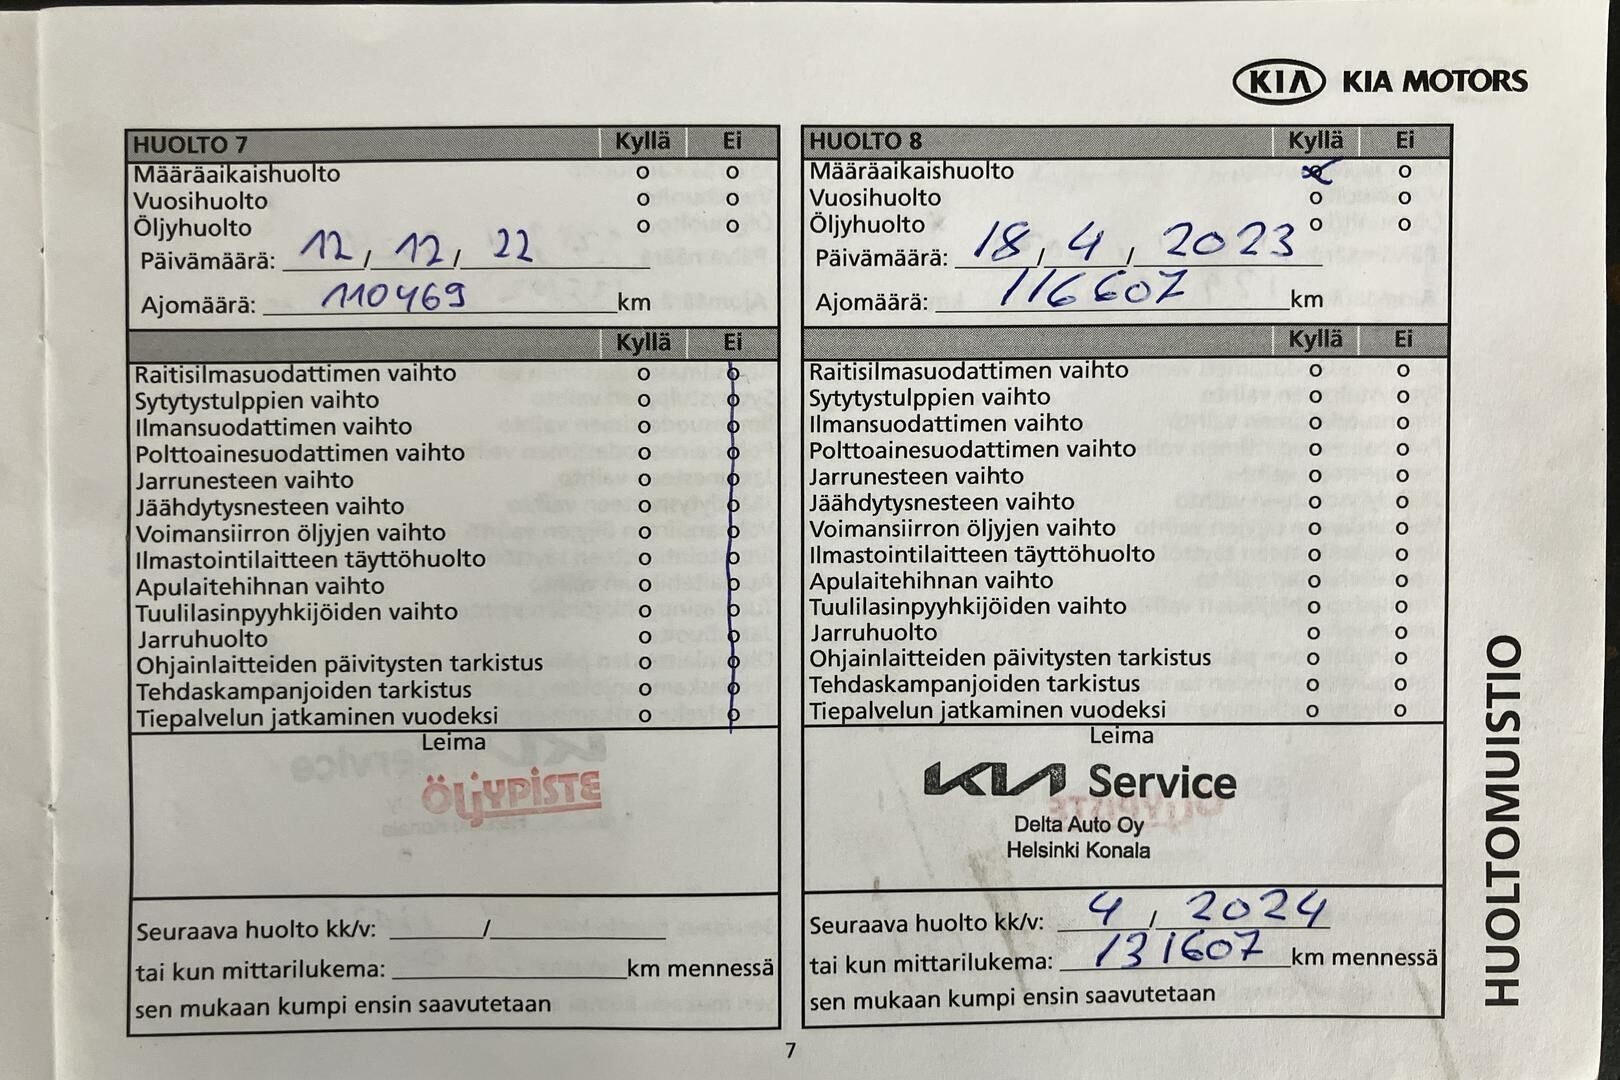 KIA KIA MOTORS
HUOLTO 7 Kyllä Ei
Määräaikaishuolto o o
Vuosihuolto o o
Öljyhuolto o o
Päivämäärä: 12 / 12 / 22
Ajomäärä: 110469 km
Kyllä Ei
Raitisilmasuodattimen vaihto o o
Sytytystulppien vaihto o o
Ilmansuodattimen vaihto o o
Polttoainesuodattimen vaihto o o
Jarrunesteen vaihto o o
Jäähdytysnesteen vaihto o o
Voimansiirron öljyjen vaihto o o
Ilmastointilaitteen täyttöhuolto o o
Apulaitehihnan vaihto o o
Tuulilasinpyyhkijöiden vaihto o o
Jarruhuolto o o
Ohjainlaitteiden päivitysten tarkistus o o
Tehdaskampanjoiden tarkistus o o
Tiepalvelun jatkaminen vuodeksi o o
Leima
ÖLJYPISTE
Seuraava huolto kk/v: /
tai kun mittarilukema: km mennessä
sen mukaan kumpi ensin saavutetaan
HUOLTO 8 Kyllä Ei
Määräaikaishuolto x o
Vuosihuolto o o
Öljyhuolto o o
Päivämäärä: 18 / 4 / 2023
Ajomäärä: 116607 km
Kyllä Ei
Raitisilmasuodattimen vaihto o o
Sytytystulppien vaihto o o
Ilmansuodattimen vaihto o o
Polttoainesuodattimen vaihto o o
Jarrunesteen vaihto o o
Jäähdytysnesteen vaihto o o
Voimansiirron öljyjen vaihto o o
Ilmastointilaitteen täyttöhuolto o o
Apulaitehihnan vaihto o o
Tuulilasinpyyhkijöiden vaihto o o
Jarruhuolto o o
Ohjainlaitteiden päivitysten tarkistus o o
Tehdaskampanjoiden tarkistus o o
Tiepalvelun jatkaminen vuodeksi o o
Leima
KIA Service
Delta Auto Oy
Helsinki Konala
Seuraava huolto kk/v: 4 / 2024
tai kun mittarilukema: 131607 km mennessä
sen mukaan kumpi ensin saavutetaan
HUOLTOMUISTIO
7